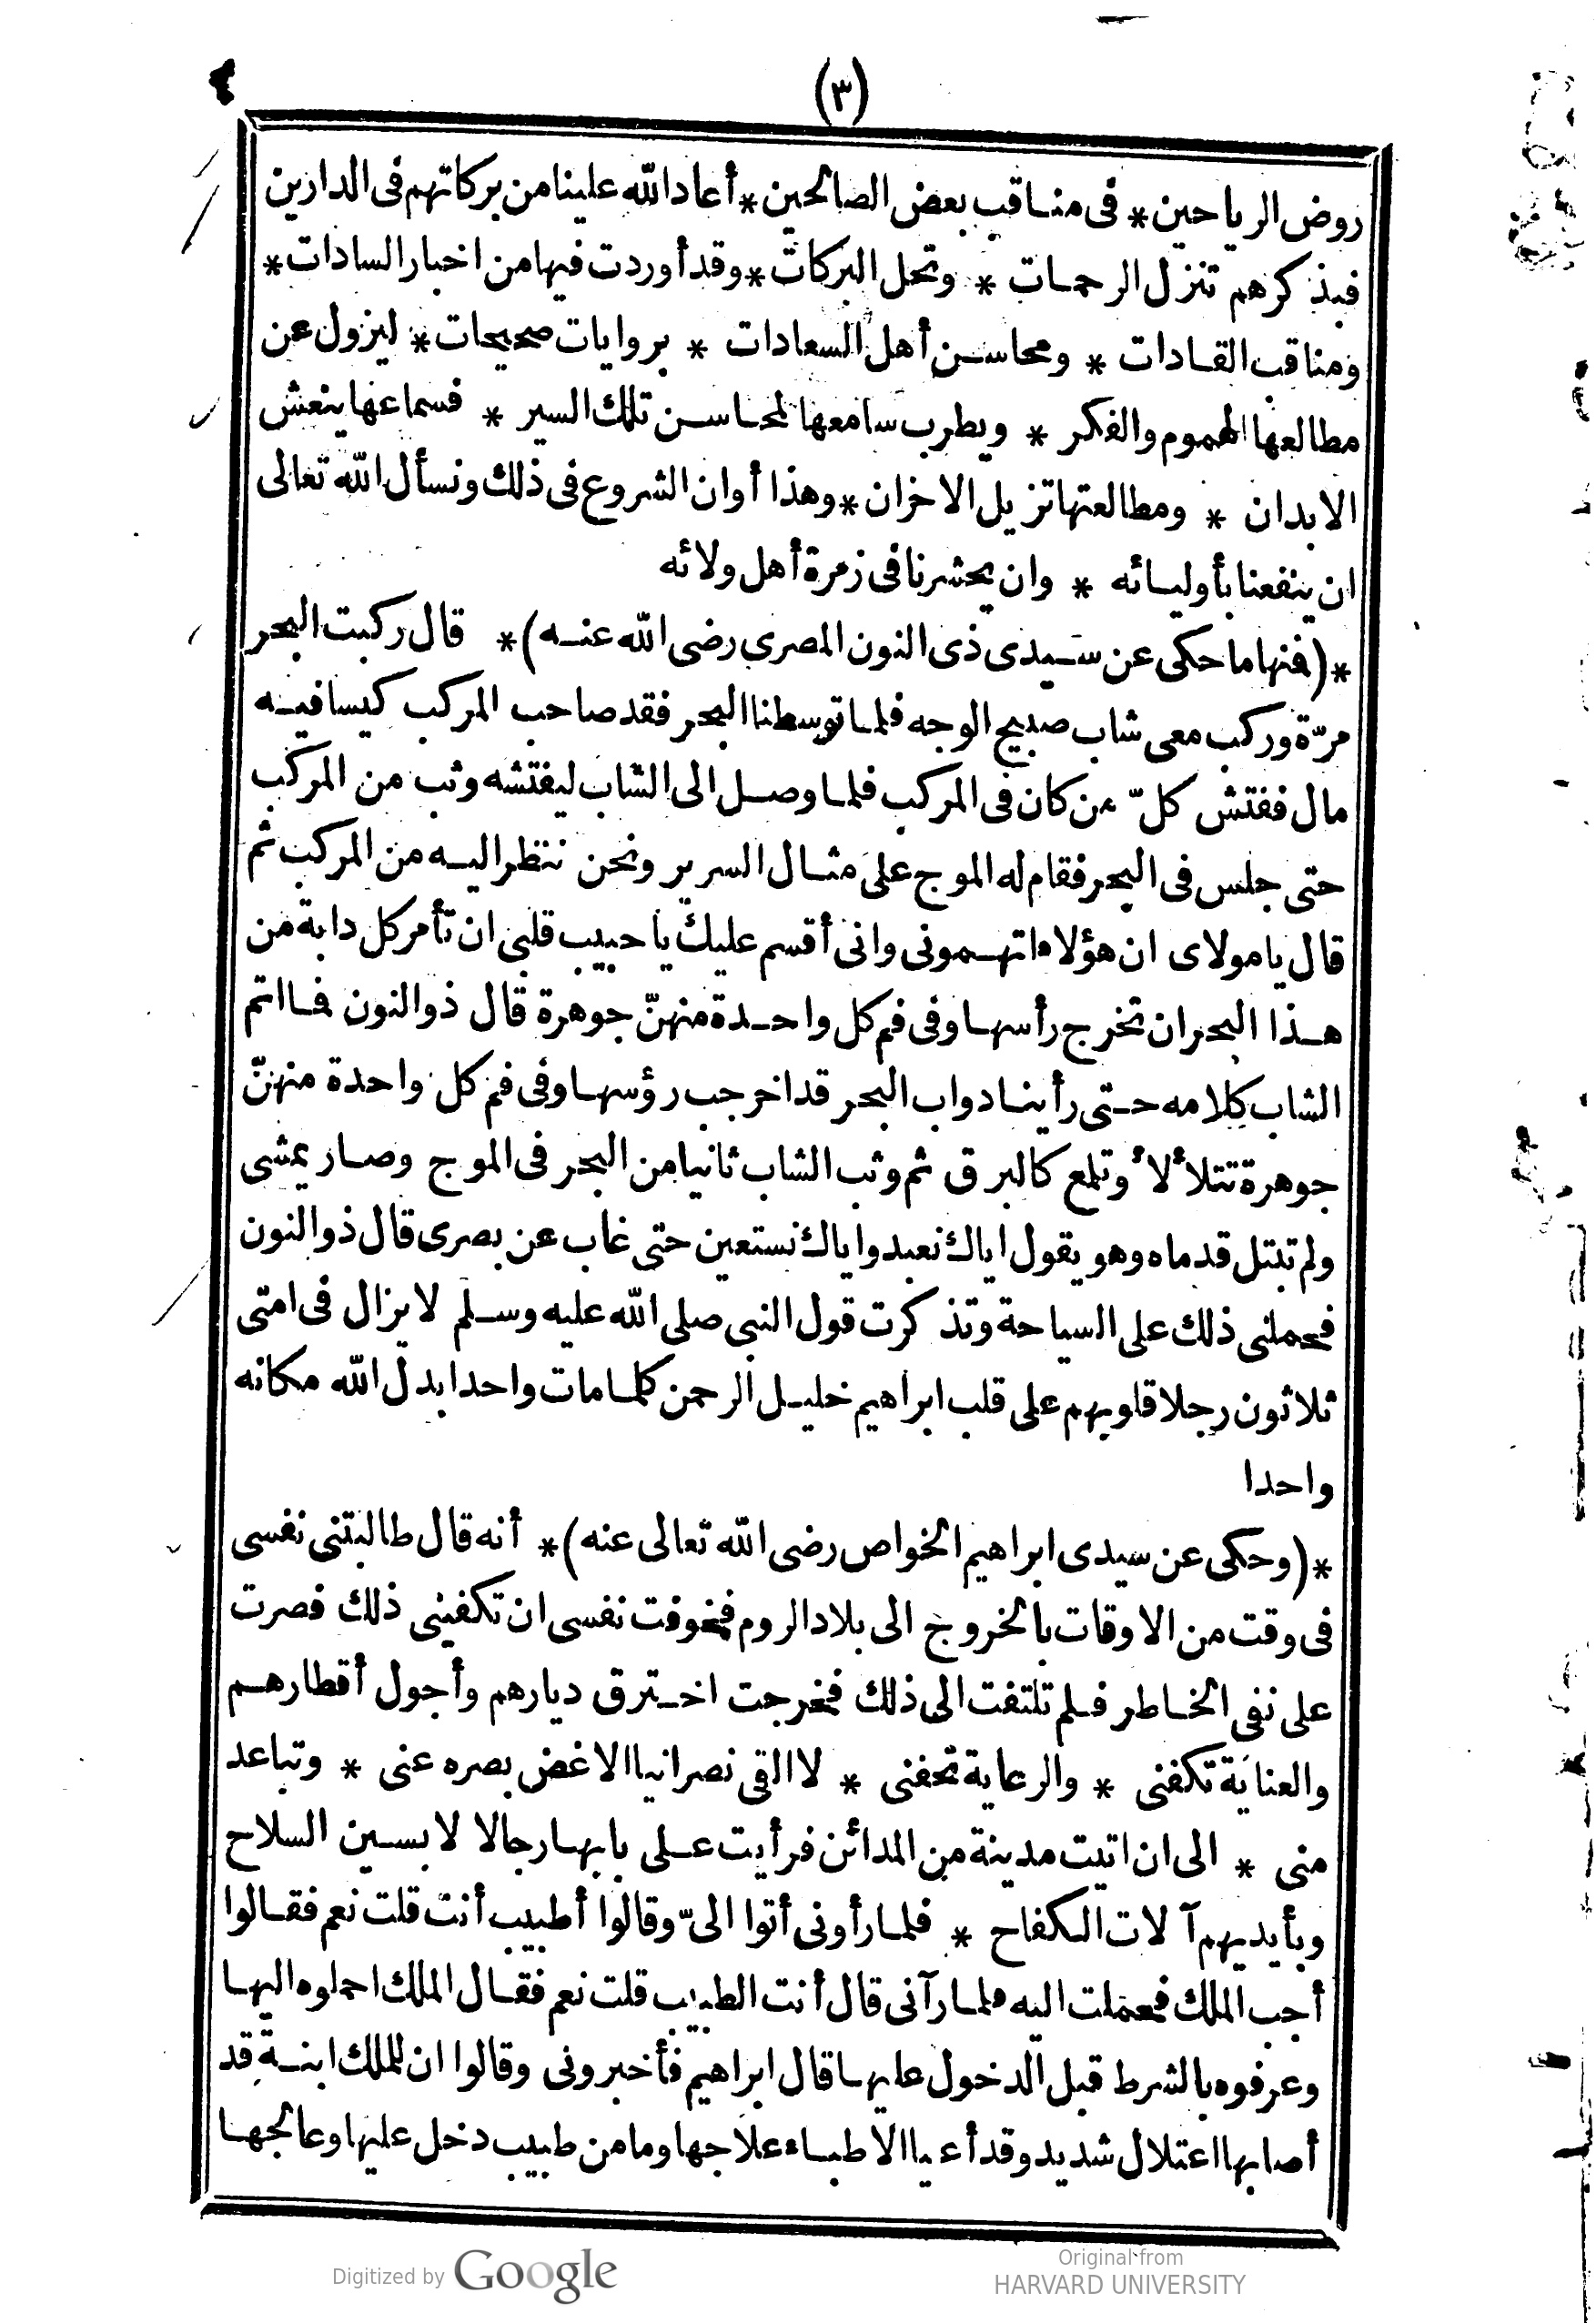 (٣)
روض الرياحين * فى مناقب بعض الصالحين * أعاد الله علينا من بركاتهم فى الدارين
فبذكرهم تنزل الرحمات * وتحل البركات * وقد أوردت فيها من اخبار السادات *
ومناقب القادات * ومحاسن أهل السعادات * بروايات صحيحات * ليزول عن
مطالعها الهموم والفكر * ويطرب سامعها لمحاسن تلك السير * فسماعها ينعش
الابدان * ومطالعتها تزيل الاحزان * وهذا أوان الشروع فى ذلك ونسأل الله تعالى
ان ينفعنا بأوليائه * وان يحشرنا فى زمرة أهل ولائه
*(فنها ما حكى عن سيدى ذى النون المصرى رضى الله عنه)* قال ركبت البحر
مرّة وركب معى شاب صبيح الوجه فلما توسطنا البحر فقد صاحب المركب كيسا فيه
مال ففتش كلّ من كان فى المركب فلما وصل الى الشاب ليفتشه وثب من المركب
حتى جلس فى البحر فقام له الموج على مثال السرير ونحن ننتظر اليه من المركب ثم
قال يا مولاى ان هؤلاء اتهمونى وانى أقسم عليك يا حبيب قلبى ان تأمر كل دابة من
هذا البحر ان تخرج رأسها وفى فم كل واحدة منهنّ جوهرة قال ذو النون فما اتم
الشاب كلامه حتى رأينا دواب البحر قد اخرجب رؤسها وفى فم كل واحدة منهنّ
جوهرة تتلألأ وتلمع كالبرق ثم وثب الشاب ثانيا من البحر فى الموج وصار يمشى
ولم تبتل قدماه وهو يقول اياك نعبد واياك نستعين حتى غاب عن بصرى قال ذو النون
فحملنى ذلك على السياحة وتذكرت قول النبى صلى الله عليه وسلم لا يزال فى امتى
ثلاثون رجلا قلوبهم على قلب ابراهيم خليل الرحمن كلما مات واحد ابدل الله مكانه
واحدا
*(وحكى عن سيدى ابراهيم الخواص رضى الله تعالى عنه)* أنه قال طالبتنى نفسى
فى وقت من الاوقات بالخروج الى بلاد الروم فخوفت نفسى ان تكفينى ذلك فصرت
على نفى الخاطر فلم تلتفت الى ذلك فخرجت اخترق ديارهم وأجول أقطارهم
والعناية تكفنى * والرعاية تحفنى * لا القى نصرانيا الا غض بصره عنى * وتباعد
منى * الى ان اتيت مدينة من المدائن فرأيت على بابها رجالا لابسين السلاح
وبأيديهم آلات الكفاح * فلما رأونى أتوا الىّ وقالوا أطبيب أنت قلت نعم فقالوا
أجب الملك فحملت اليه فلما رآنى قال أنت الطبيب قلت نعم فقال الملك احملوه اليها
وعرفوه بالشرط قبل الدخول عليها قال ابراهيم فأخبرونى وقالوا ان للملك ابنة قد
أصابها اعتلال شديد وقد أعيا الاطباء علاجها وما من طبيب دخل عليها وعالجها
Digitized by Google
Original from
HARVARD UNIVERSITY